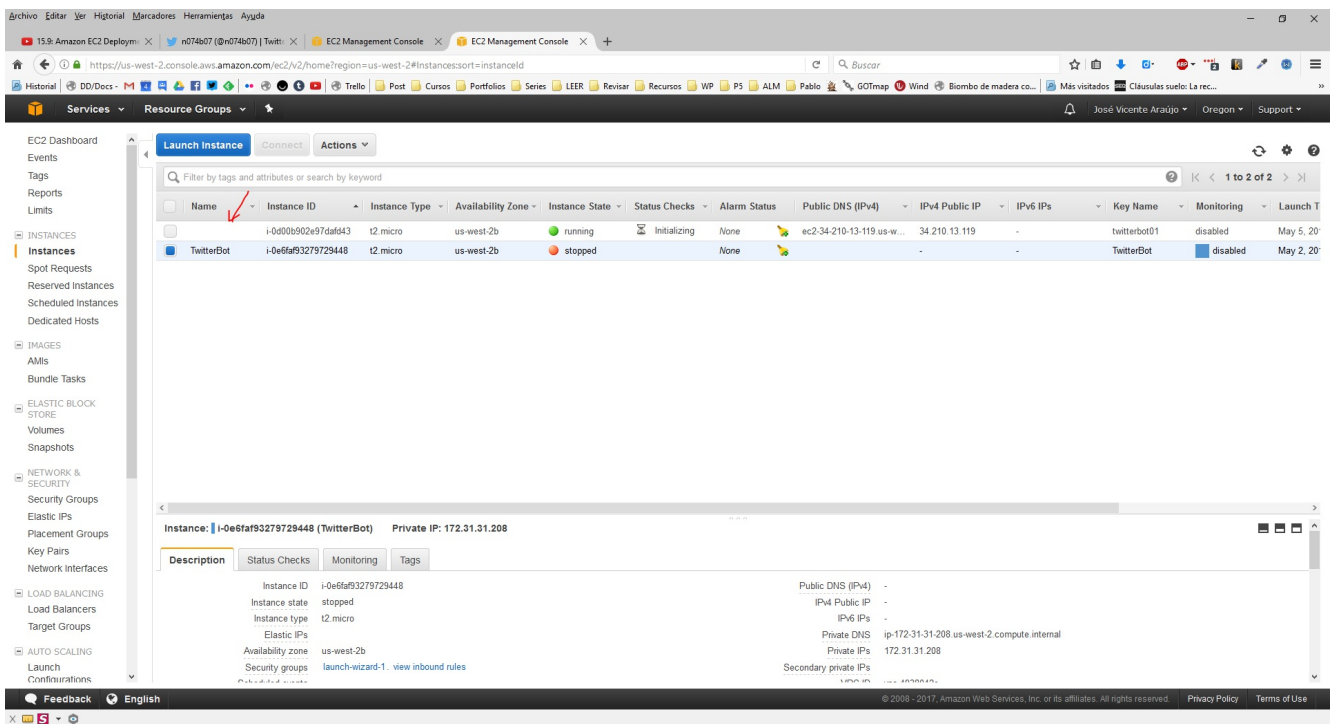 Archivo Editar Ver Historial Marcadores Herramientas Ayuda
15.9: Amazon EC2 Deploym
n074b07 (@n074b07) | Twitt
EC2 Management Console
EC2 Management Console
https://us-west-2.console.aws.amazon.com/ec2/v2/home?region=us-west-2#Instances:sort=instanceId
Buscar
Historial DD/Docs - Trello Post Cursos Portfolios Series LEER Revisar Recursos WP PS ALM Pablo GOTmap Wind Biombo de madera co... Más visitados Cláusulas suelo: La rec...
Services Resource Groups José Vicente Araújo Oregon Support
EC2 Dashboard
Events
Tags
Reports
Limits
INSTANCES
Instances
Spot Requests
Reserved Instances
Scheduled Instances
Dedicated Hosts
IMAGES
AMIs
Bundle Tasks
ELASTIC BLOCK
STORE
Volumes
Snapshots
NETWORK &
SECURITY
Security Groups
Elastic IPs
Placement Groups
Key Pairs
Network Interfaces
LOAD BALANCING
Load Balancers
Target Groups
AUTO SCALING
Launch
Configurations
Launch Instance Connect Actions
Filter by tags and attributes or search by keyword
1 to 2 of 2
Name Instance ID Instance Type Availability Zone Instance State Status Checks Alarm Status Public DNS (IPv4) IPv4 Public IP IPv6 IPs Key Name Monitoring Launch T
i-0d00b902e97dafd43 t2.micro us-west-2b running Initializing None ec2-34-210-13-119.us-w... 34.210.13.119 - twitterbot01 disabled May 5, 20
TwitterBot i-0e6faf93279729448 t2.micro us-west-2b stopped None - - TwitterBot disabled May 2, 20
Instance: i-0e6faf93279729448 (TwitterBot) Private IP: 172.31.31.208
Description Status Checks Monitoring Tags
Instance ID i-0e6faf93279729448
Instance state stopped
Instance type t2.micro
Elastic IPs
Availability zone us-west-2b
Security groups launch-wizard-1. view inbound rules
Public DNS (IPv4) -
IPv4 Public IP -
IPv6 IPs -
Private DNS ip-172-31-31-208.us-west-2.compute.internal
Private IPs 172.31.31.208
Secondary private IPs
Feedback English
© 2008 - 2017, Amazon Web Services, Inc. or its affiliates. All rights reserved. Privacy Policy Terms of Use